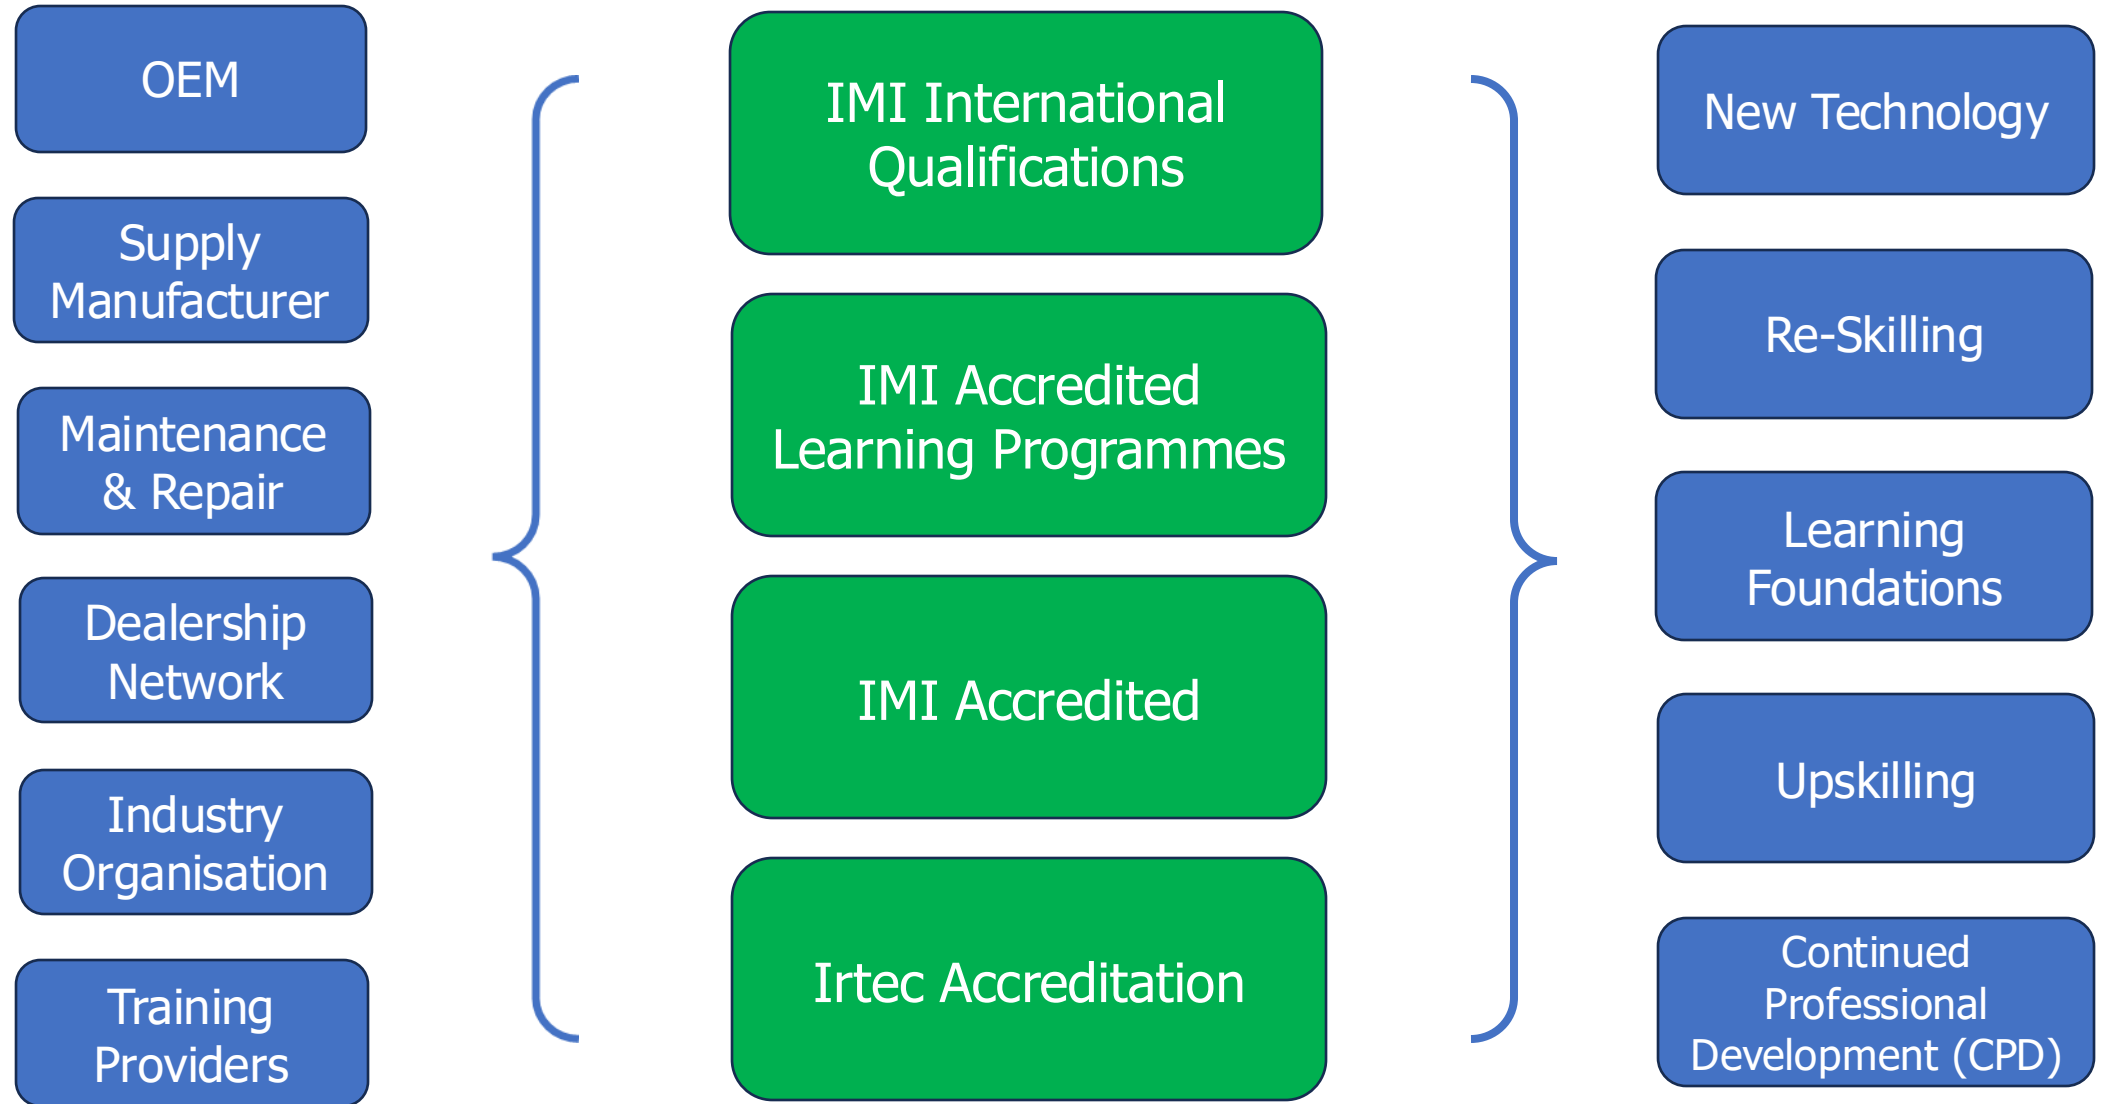 OEM
Supply
Manufacturer
Maintenance
& Repair
Dealership
Network
Industry
Organisation
Training
Providers
IMI International
Qualifications
IMI Accredited
Learning Programmes
IMI Accredited
Irtec Accreditation
New Technology
Re-Skilling
Learning
Foundations
Upskilling
Continued
Professional
Development (CPD)